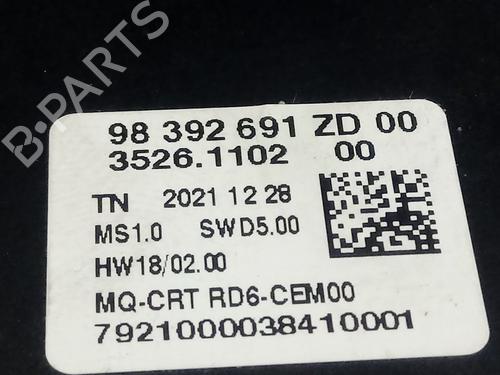 B-PARTS
98 392 691 ZD 00
3526.1102 00
TN 2021 12 28
MS1.0 SWD5.00
HW18/02.00
MQ-CRT RD6-CEM00
7921000038410001